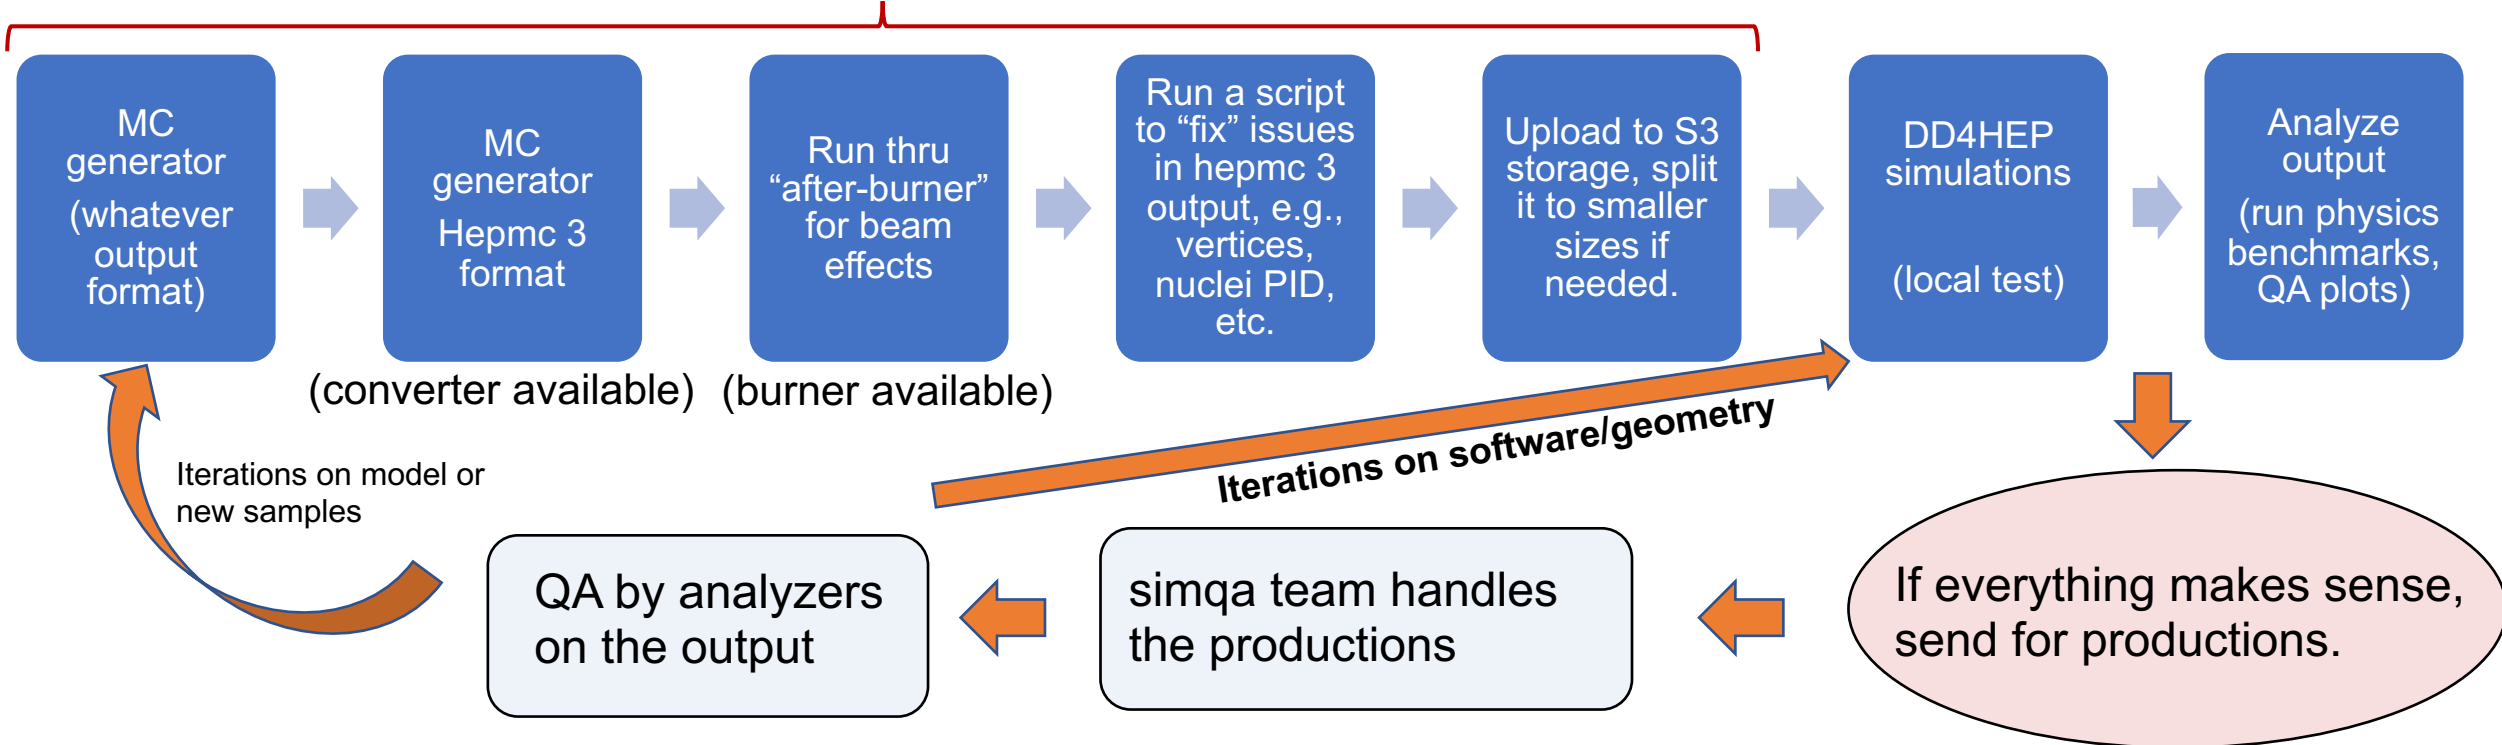 MC
generator
(whatever
output
format)
MC
generator
Hepmc 3
format
Run thru
“after-burner”
for beam
effects
Run a script
to “fix” issues
in hepmc 3
output, e.g.,
vertices,
nuclei PID,
etc.
Upload to S3
storage, split
it to smaller
sizes if
needed.
DD4HEP
simulations
(local test)
Analyze
output
(run physics
benchmarks,
QA plots)
(converter available)
(burner available)
Iterations on software/geometry
Iterations on model or
new samples
If everything makes sense,
send for productions.
simqa team handles
the productions
QA by analyzers
on the output